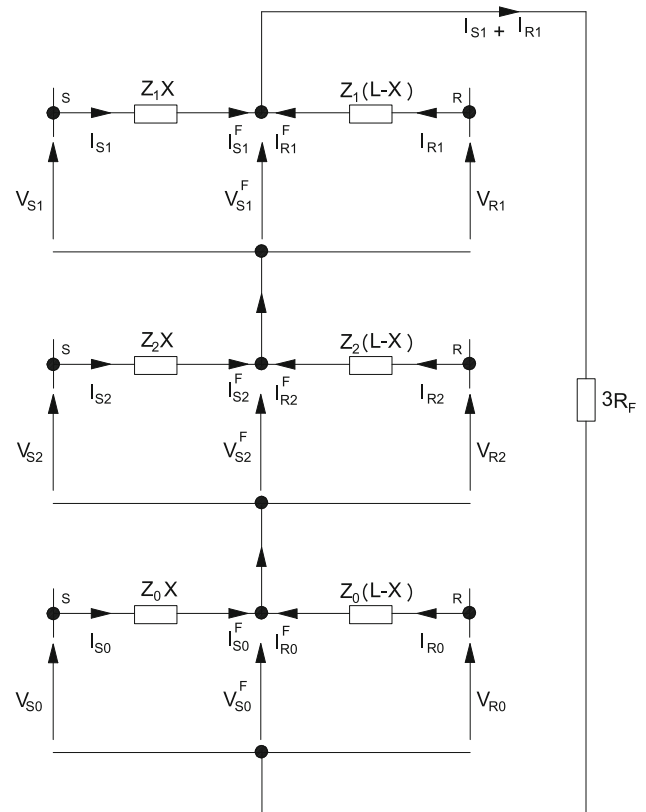 I_S1 + I_R1
S Z_1X Z_1(L-X) R
I_S1 I^F_S1 I^F_R1 I_R1
V_S1 V^F_S1 V_R1
S Z_2X Z_2(L-X) R
I_S2 I^F_S2 I^F_R2 I_R2
3R_F
V_S2 V^F_S2 V_R2
S Z_0X Z_0(L-X) R
I_S0 I^F_S0 I^F_R0 I_R0
V_S0 V^F_S0 V_R0